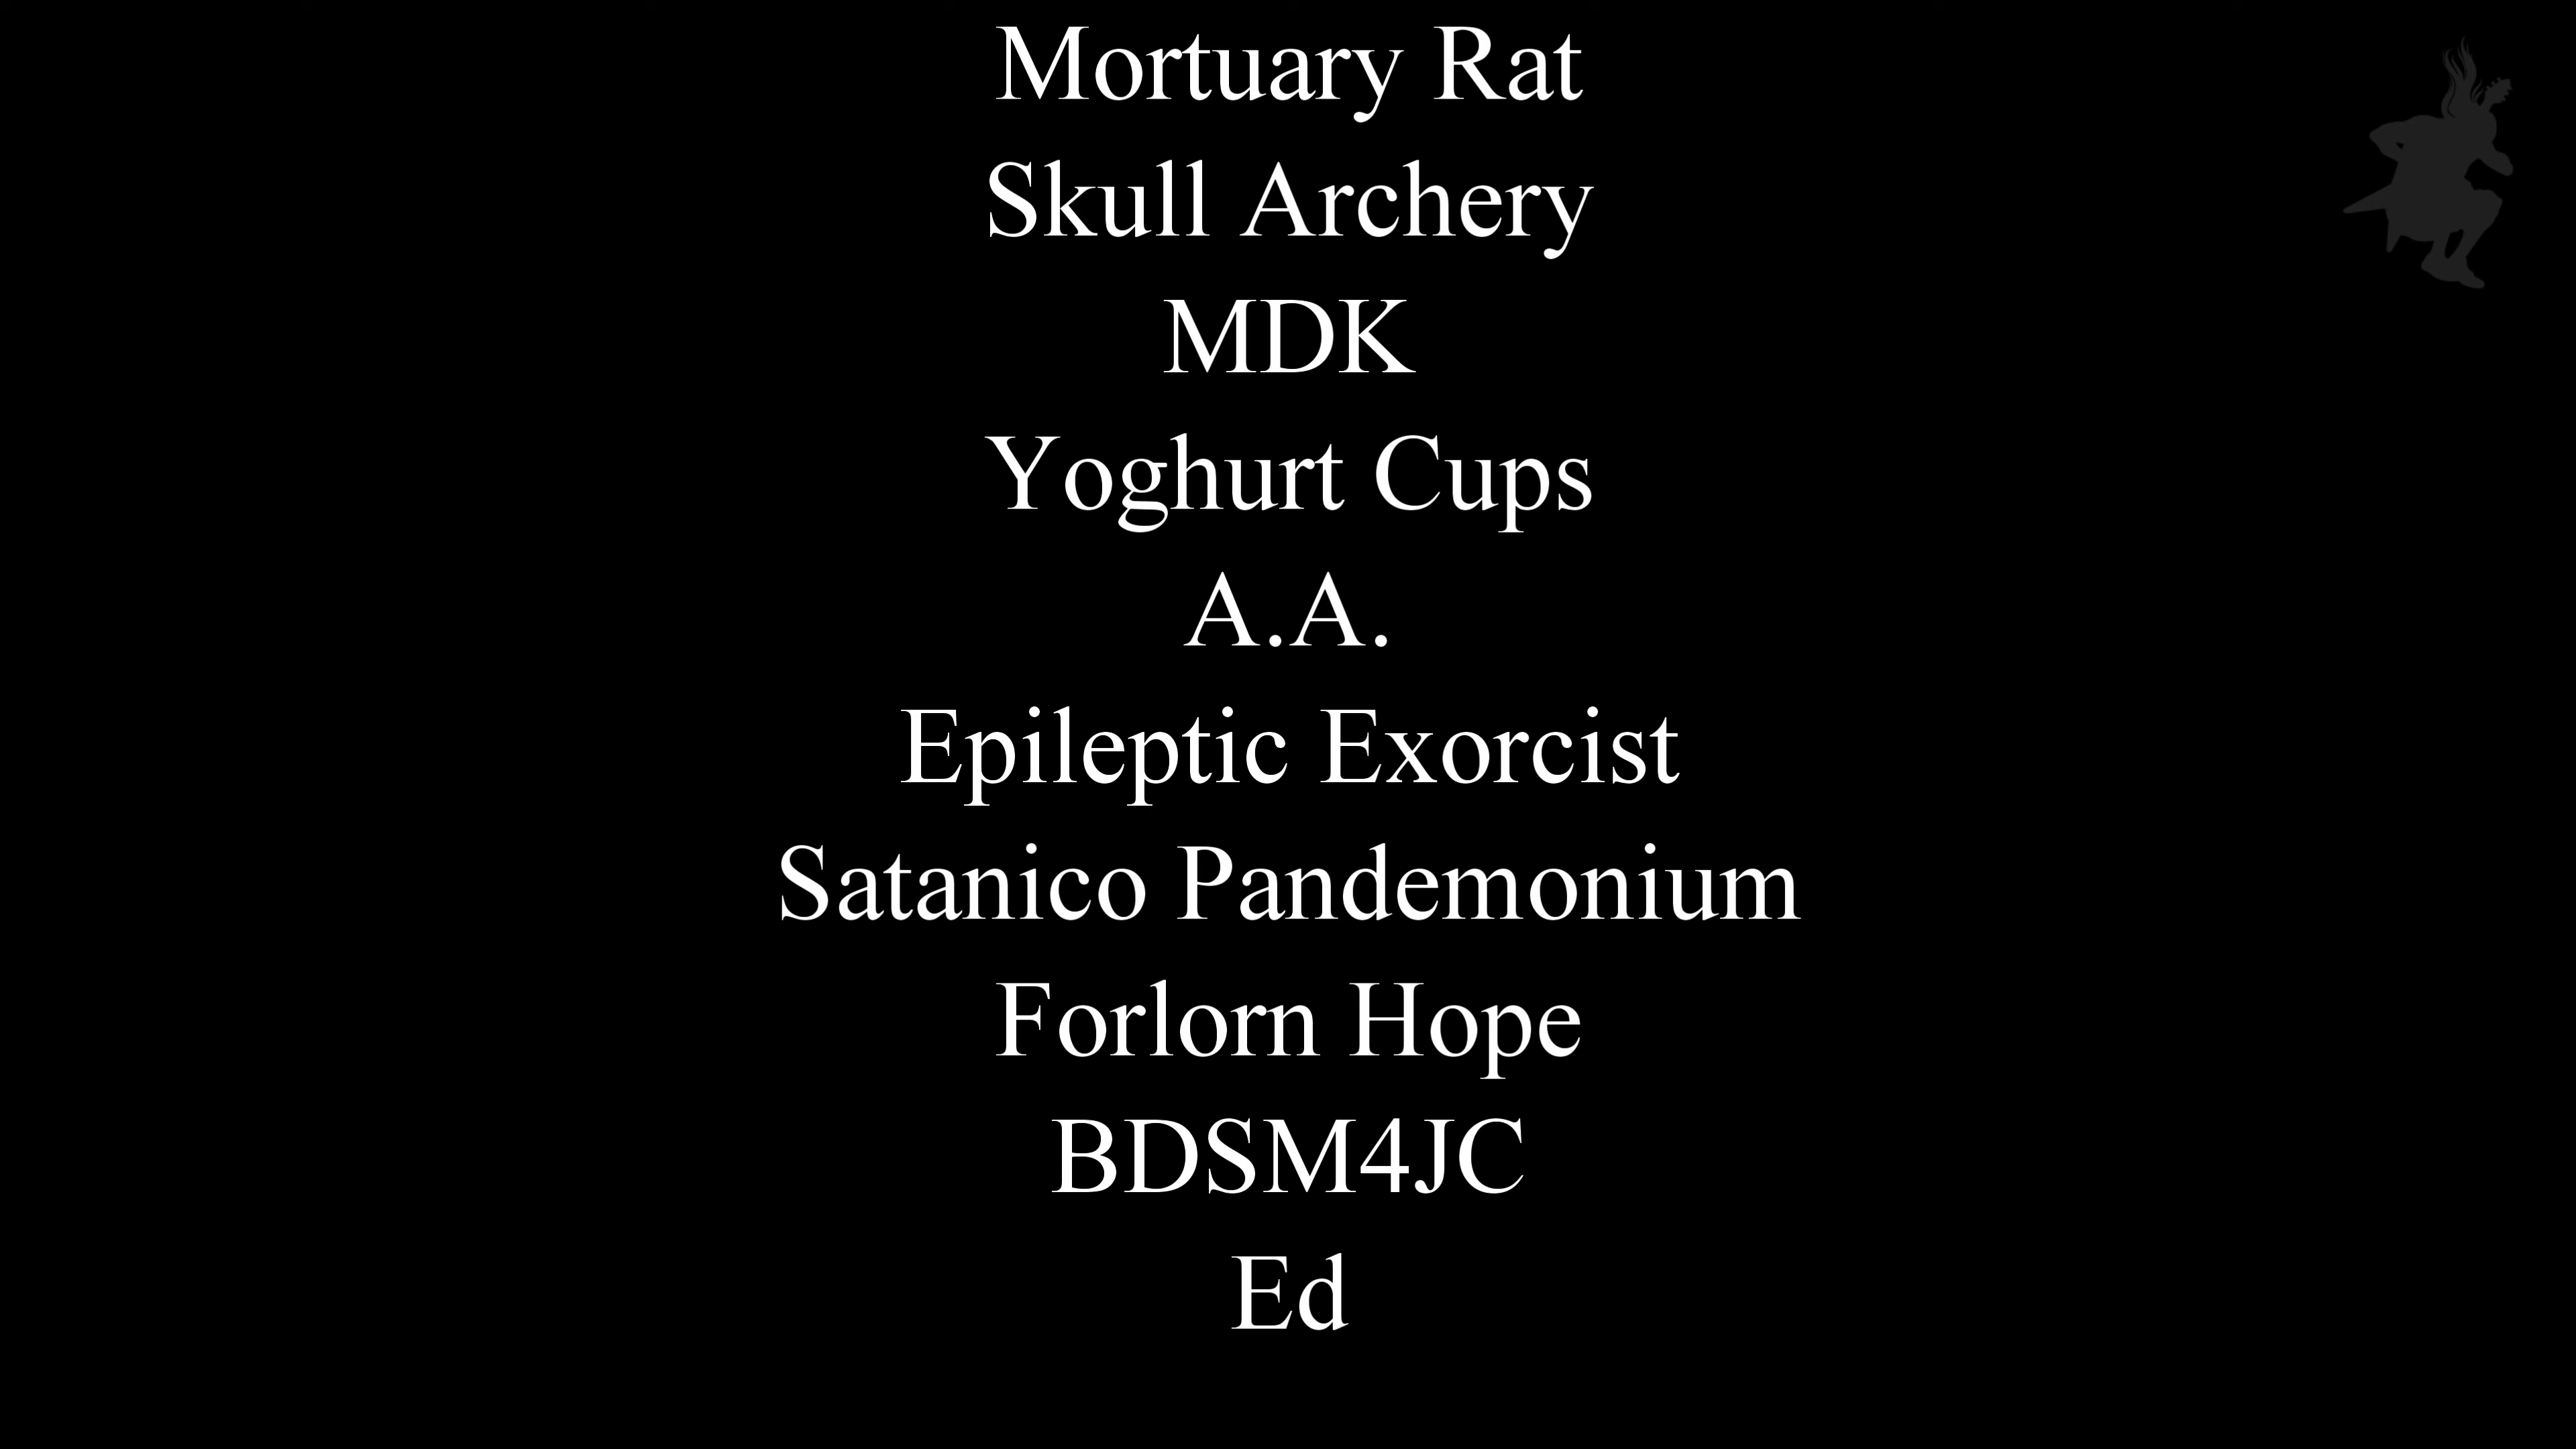 Mortuary Rat
Skull Archery
MDK
Yoghurt Cups
A.A.
Epileptic Exorcist
Satanico Pandemonium
Forlorn Hope
BDSM4JC
Ed